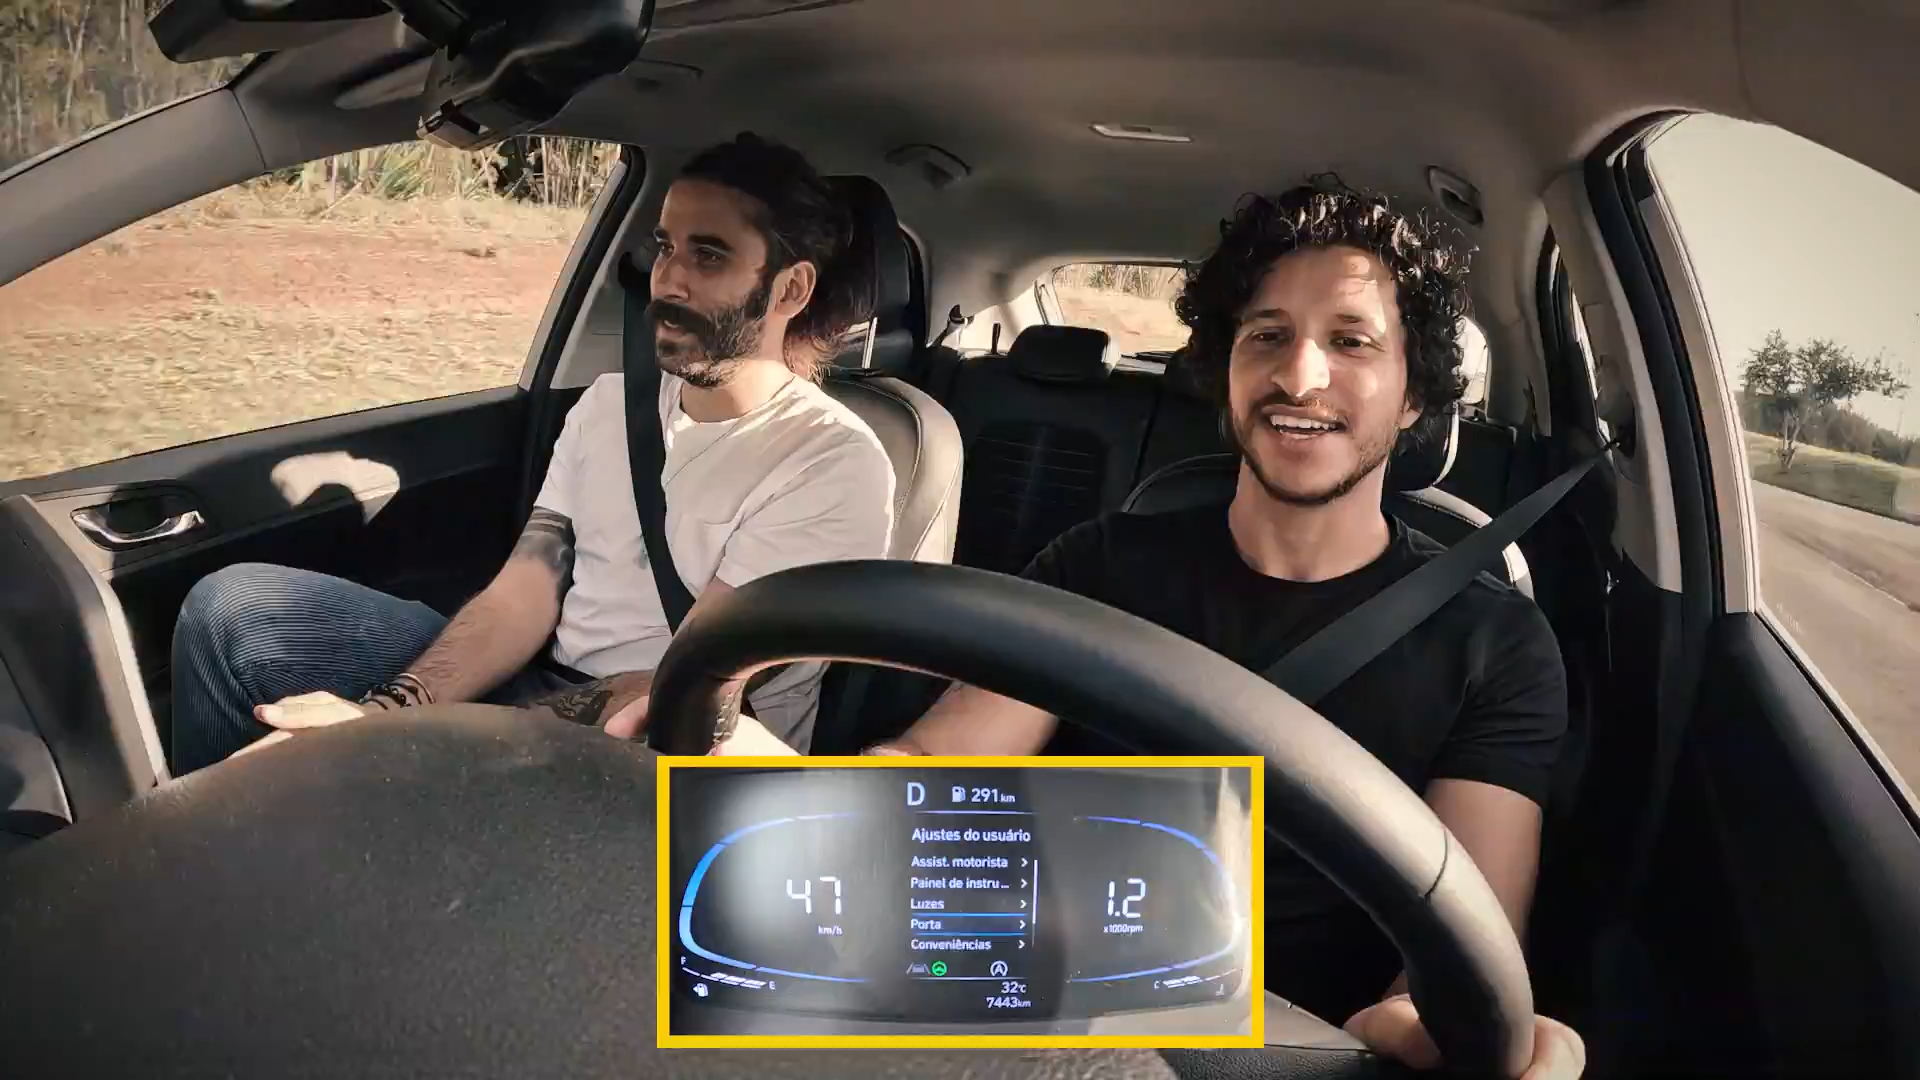 D 291km
Ajustes do usuário
Assist. motorista >
Painel de instru... >
47 1.2
Luzes >
km/h x1000rpm
Porta >
Conveniências >
F E C
32°C
7443km